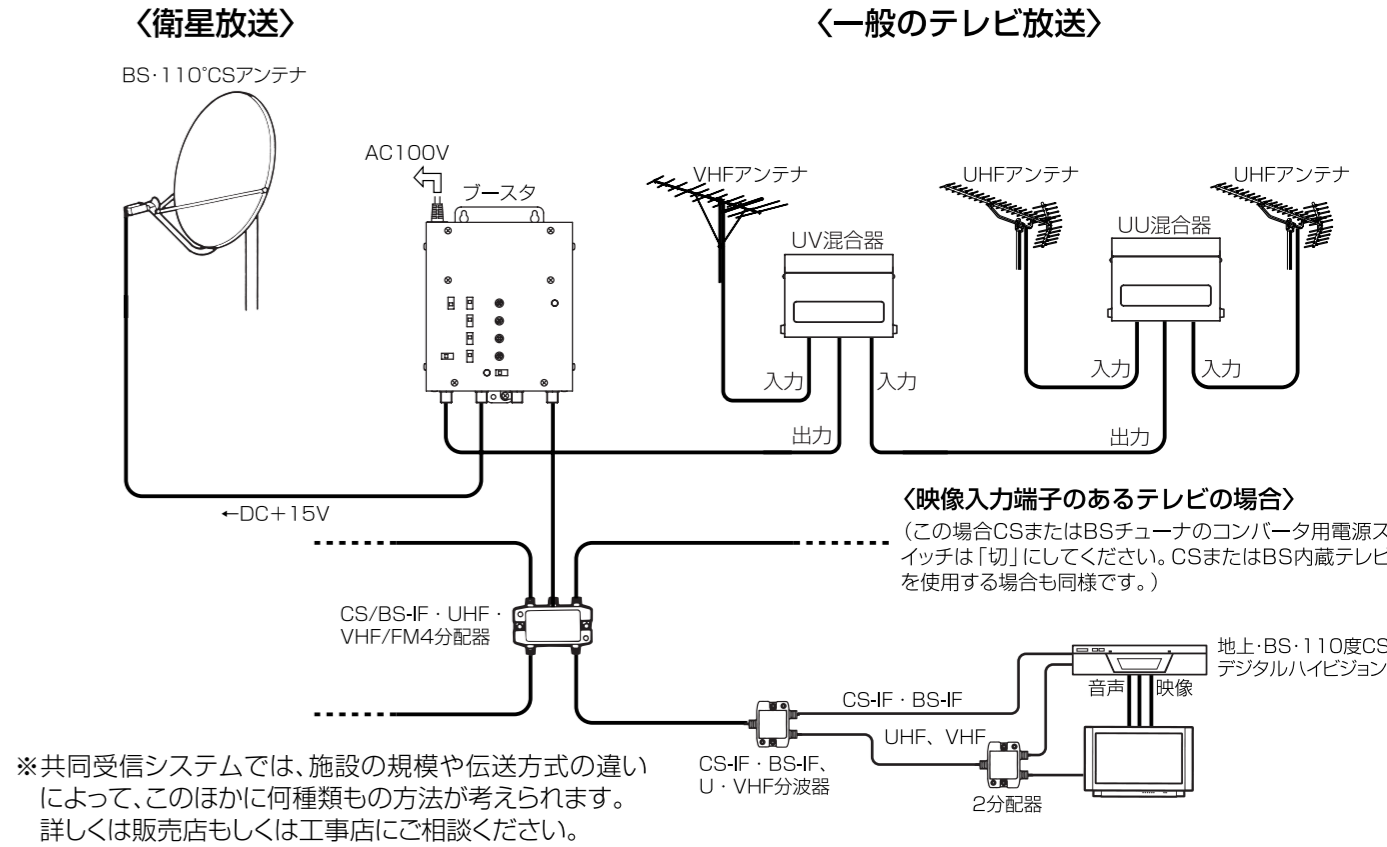 〈衛星放送〉
〈一般のテレビ放送〉
BS·110°CSアンテナ
AC100V
ブースタ
VHFアンテナ
UHFアンテナ
UHFアンテナ
UV混合器
UU混合器
入力
入力
入力
入力
出力
出力
←DC+15V
〈映像入力端子のあるテレビの場合〉
（この場合CSまたはBSチューナのコンバータ用電源ス
イッチは「切」にしてください。CSまたはBS内蔵テレビ
を使用する場合も同様です。）
CS/BS-IF・UHF・
VHF/FM4分配器
地上·BS·110度CS
デジタルハイビジョン
音声
映像
CS-IF・BS-IF
UHF、VHF
CS-IF・BS-IF、
U・VHF分波器
2分配器
※共同受信システムでは、施設の規模や伝送方式の違い
によって、このほかに何種類もの方法が考えられます。
詳しくは販売店もしくは工事店にご相談ください。